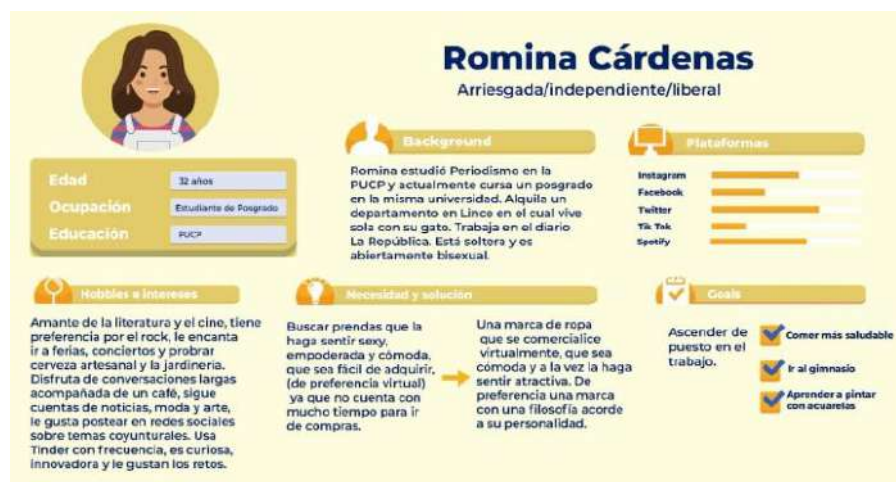 Romina Cárdenas
Arriesgada/independiente/liberal
Edad
32 años
Ocupación
Estudiante de Posgrado
Educación
PUCP
Background
Romina estudió Periodismo en la
PUCP y actualmente cursa un posgrado
en la misma universidad. Alquila un
departamento en Lince en el cual vive
sola con su gato. Trabaja en el diario
La República. Está soltera y es
abiertamente bisexual.
Plataformas
Instagram
Facebook
Twitter
Tik Tok
Spotify
Hobbies e intereses
Amante de la literatura y el cine, tiene
preferencia por el rock, le encanta
ir a ferias, conciertos y probrar
cerveza artesanal y la jardinería.
Disfruta de conversaciones largas
acompañada de un café, sigue
cuentas de noticias, moda y arte,
le gusta postear en redes sociales
sobre temas coyunturales. Usa
Tinder con frecuencia, es curiosa,
innovadora y le gustan los retos.
Necesidad y solución
Buscar prendas que la
haga sentir sexy,
empoderada y cómoda,
que sea fácil de adquirir,
(de preferencia virtual)
ya que no cuenta con
mucho tiempo para ir
de compras.
Una marca de ropa
que se comercialice
virtualmente, que sea
cómoda y a la vez la haga
sentir atractiva. De
preferencia una marca
con una filosofía acorde
a su personalidad.
Goals
Ascender de
puesto en el
trabajo.
Comer más saludable
Ir al gimnasio
Aprender a pintar
con acuarelas